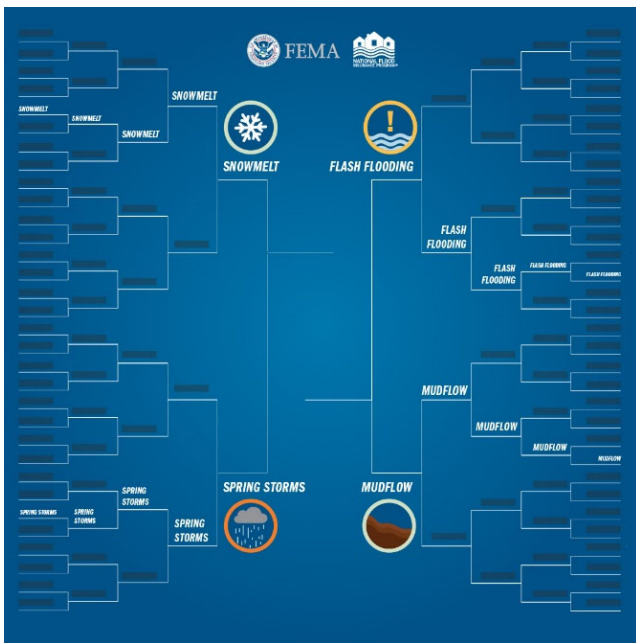 FEMA
NATIONAL FLOOD
INSURANCE PROGRAM
SNOWMELT
SNOWMELT
SNOWMELT
SNOWMELT
SNOWMELT
FLASH FLOODING
FLASH
FLOODING
FLASH
FLOODING
FLASH FLOODING
FLASH FLOODING
MUDFLOW
MUDFLOW
MUDFLOW
MUDFLOW
SPRING STORMS
MUDFLOW
SPRING
STORMS
SPRING STORMS
SPRING
STORMS
SPRING
STORMS
!